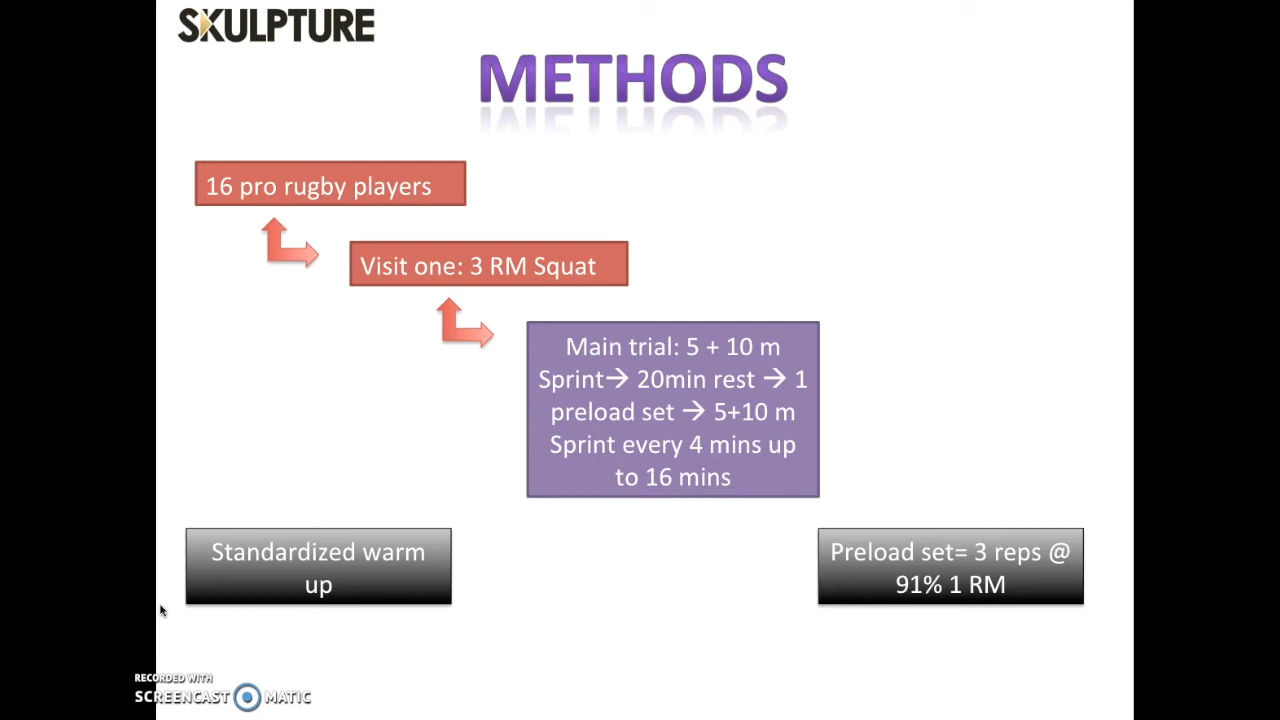 SKULPTURE
METHODS
16 pro rugby players
Visit one: 3 RM Squat
Main trial: 5 + 10 m
Sprint→ 20min rest → 1
preload set → 5+10 m
Sprint every 4 mins up
to 16 mins
Standardized warm
up
Preload set= 3 reps @
91% 1 RM
RECORDED WITH
SCREENCAST MATIC